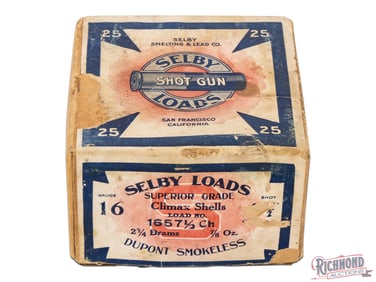 25 SELBY 25
SMELTING & LEAD CO.
SELBY
SHOT GUN
LOADS
SAN FRANCISCO
CALIFORNIA
25 25
SELBY LOADS
GAUGE SUPERIOR GRADE SHOT
16 Climax Shells
LOAD NO.
1657½ Ch
2¾ Drams ⅞ Oz.
DUPONT SMOKELESS
RICHMOND
AUCTIONS